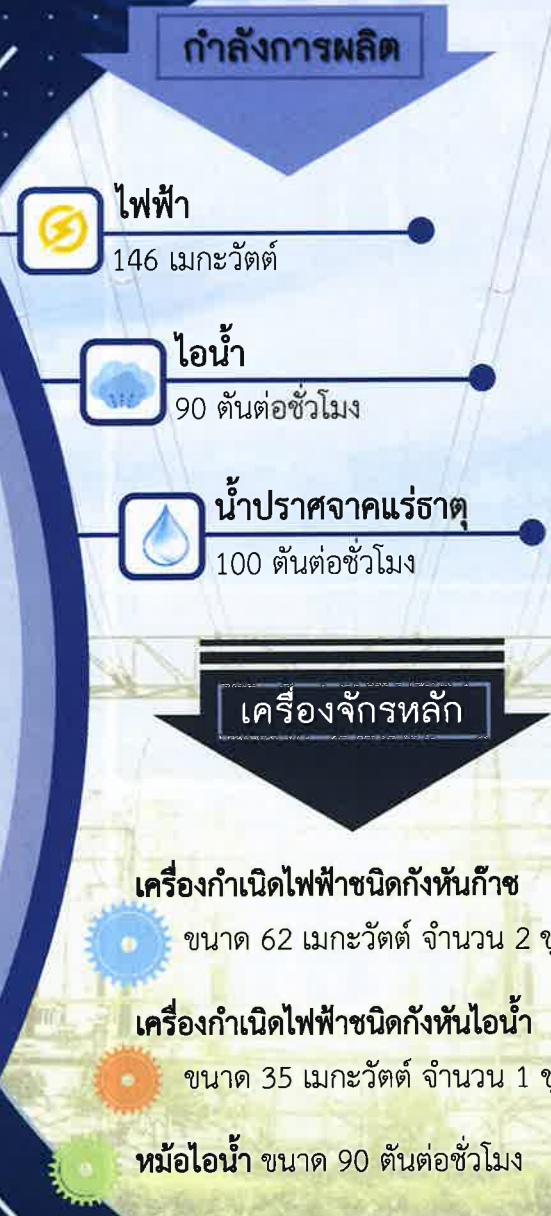 กำลังการผลิต
ไฟฟ้า
146 เมกะวัตต์
ไอน้ำ
90 ตันต่อชั่วโมง
น้ำปราศจาคแร่ธาตุ
100 ตันต่อชั่วโมง
เครื่องจักรหลัก
เครื่องกำเนิดไฟฟ้าชนิดกังหันก๊าซ
ขนาด 62 เมกะวัตต์ จำนวน 2
เครื่องกำเนิดไฟฟ้าชนิดกังหันไอน้ำ
ขนาด 35 เมกะวัตต์ จำนวน 1
หม้อไอน้ำ ขนาด 90 ตันต่อชั่วโมง